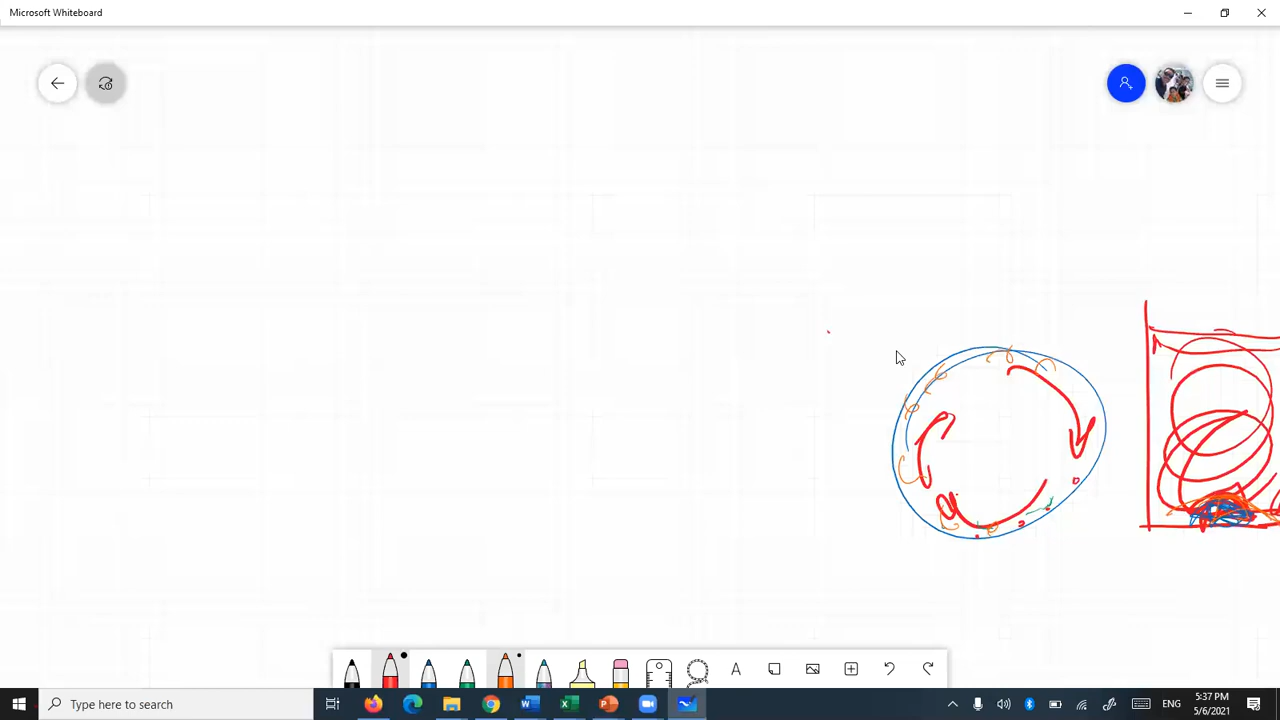 Microsoft Whiteboard
A
Type here to search
ENG
5:37 PM
5/6/2021